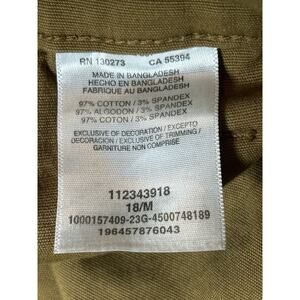 RN 130273 CA 55394
MADE IN BANGLADESH
HECHO EN BANGLADESH
FABRIQUE AU BANGLADESH
97% COTTON / 3% SPANDEX
97% ALGODON / 3% SPANDEX
97% COTON / 3% SPANDEX
EXCLUSIVE OF DECORATION / EXCEPTO
DECORACION / EXCLUSIVE OF TRIMMING /
GARNITURE NON COMPRISE
112343918
18/M
1000157409-23G-4500748189
196457876043